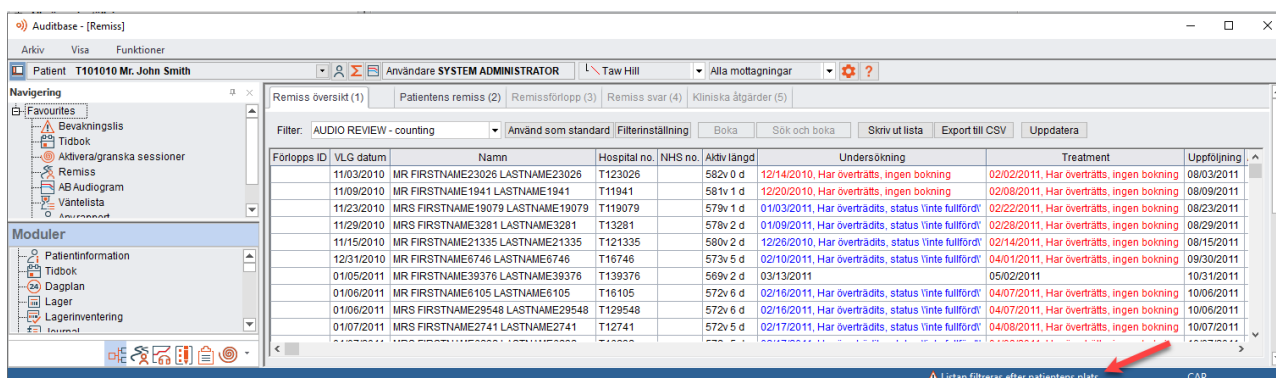 Auditbase - [Remiss]
Arkiv Visa Funktioner
Patient T101010 Mr. John Smith Användare SYSTEM ADMINISTRATOR Taw Hill Alla mottagningar
Navigering
Favourites
Bevakningslis
Tidbok
Aktivera/granska sessioner
Remiss
AB Audiogram
Väntelista
Moduler
Patientinformation
Tidbok
24 Dagplan
Lager
Lagerinventering
Journal
Remiss översikt (1) Patientens remiss (2) Remissförlopp (3) Remiss svar (4) Kliniska åtgärder (5)
Filter: AUDIO REVIEW - counting Använd som standard Filterinställning Boka Sök och boka Skriv ut lista Export till CSV Uppdatera
Förlopps ID VLG datum Namn Hospital no. NHS no. Aktiv längd Undersökning Treatment Uppföljning
11/03/2010 MR FIRSTNAME23026 LASTNAME23026 T123026 582v 0 d 12/14/2010, Har överträtts, ingen bokning 02/02/2011, Har överträtts, ingen bokning 08/03/2011
11/09/2010 MR FIRSTNAME1941 LASTNAME1941 T11941 581v 1 d 12/20/2010, Har överträtts, ingen bokning 02/08/2011, Har överträtts, ingen bokning 08/09/2011
11/23/2010 MRS FIRSTNAME19079 LASTNAME19079 T119079 579v 1 d 01/03/2011, Har överträdits, status \'inte fullförd\' 02/22/2011, Har överträtts, ingen bokning 08/23/2011
11/29/2010 MRS FIRSTNAME3281 LASTNAME3281 T13281 578v 2 d 01/09/2011, Har överträdits, status \'inte fullförd\' 02/28/2011, Har överträtts, ingen bokning 08/29/2011
11/15/2010 MR FIRSTNAME21335 LASTNAME21335 T121335 580v 2 d 12/26/2010, Har överträdits, status \'inte fullförd\' 02/14/2011, Har överträtts, ingen bokning 08/15/2011
12/31/2010 MR FIRSTNAME6746 LASTNAME6746 T16746 573v 5 d 02/10/2011, Har överträdits, status \'inte fullförd\' 04/01/2011, Har överträtts, ingen bokning 09/30/2011
01/05/2011 MR FIRSTNAME39376 LASTNAME39376 T139376 569v 2 d 03/13/2011 05/02/2011 10/31/2011
01/06/2011 MR FIRSTNAME6105 LASTNAME6105 T16105 572v 6 d 02/16/2011, Har överträdits, status \'inte fullförd\' 04/07/2011, Har överträtts, ingen bokning 10/06/2011
01/06/2011 MR FIRSTNAME29548 LASTNAME29548 T129548 572v 6 d 02/16/2011, Har överträdits, status \'inte fullförd\' 04/07/2011, Har överträtts, ingen bokning 10/06/2011
01/07/2011 MRS FIRSTNAME2741 LASTNAME2741 T12741 572v 5 d 02/17/2011, Har överträdits, status \'inte fullförd\' 04/08/2011, Har överträtts, ingen bokning 10/07/2011
Listan filtreras efter patientens plats CAP